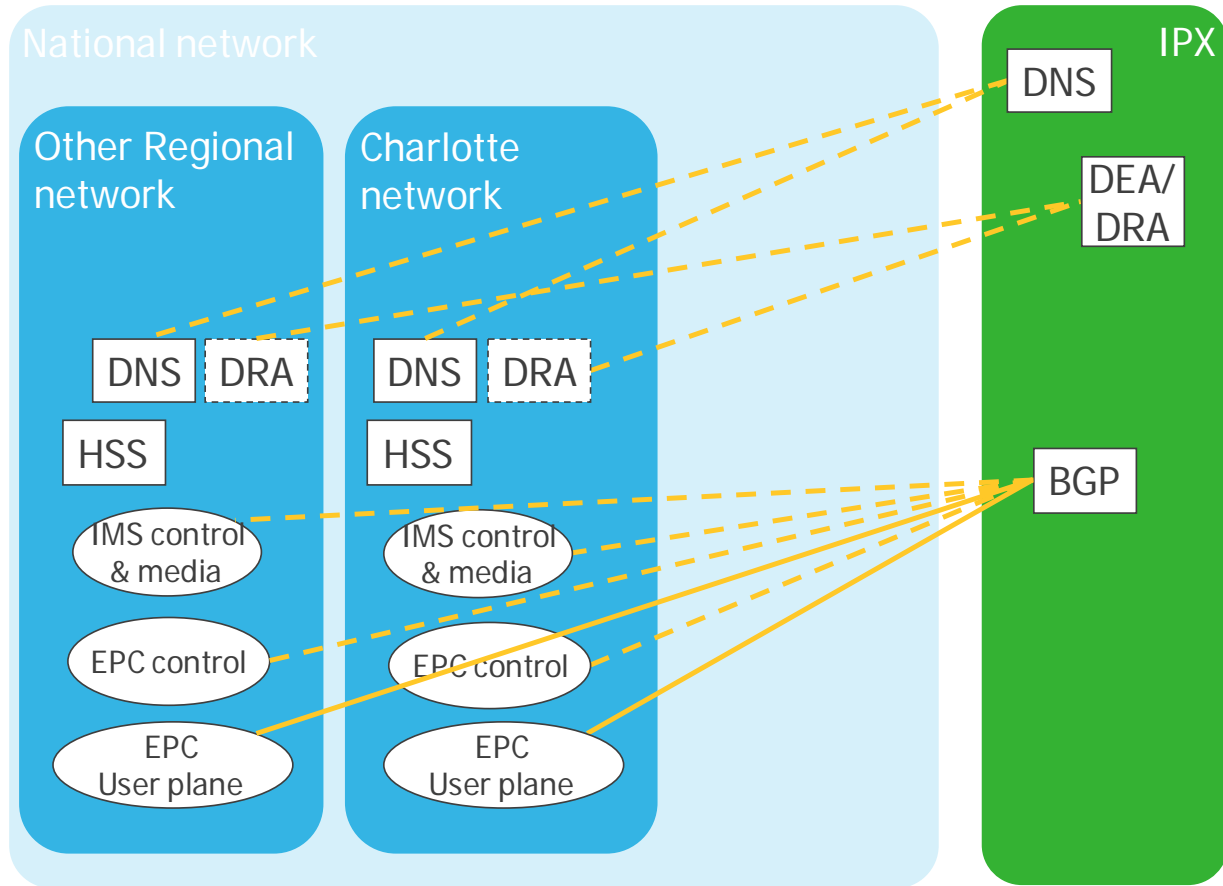 National network
IPX
DNS
Other Regional
network
Charlotte
network
DEA/
DRA
DNS
DRA
DNS
DRA
HSS
HSS
BGP
IMS control
& media
IMS control
& media
EPC control
EPC control
EPC
User plane
EPC
User plane